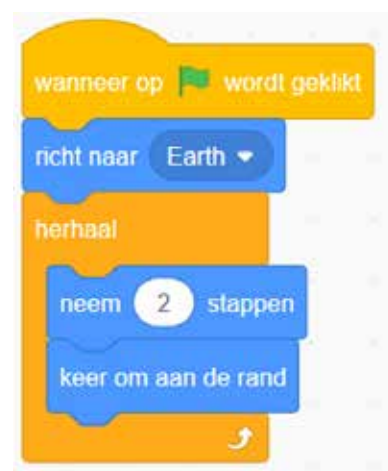 wanneer op wordt geklikt
richt naar Earth
herhaal
neem 2 stappen
keer om aan de rand